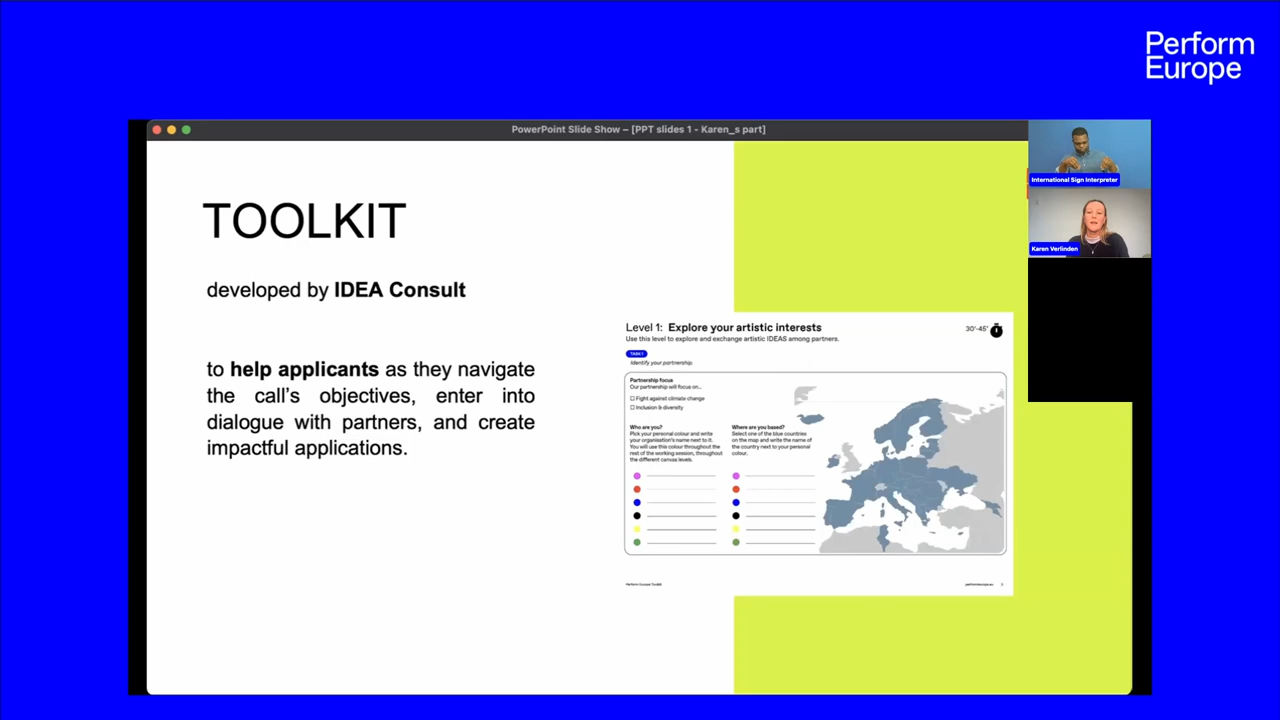 Perform
Europe
PowerPoint Slide Show – [PPT slides 1 - Karen_s part]
International Sign Interpreter
Karen Verlinden
TOOLKIT
developed by IDEA Consult
to help applicants as they navigate
the call's objectives, enter into
dialogue with partners, and create
impactful applications.
Level 1: Explore your artistic interests
30'-45'
Use this level to explore and exchange artistic IDEAS among partners.
TASK 1
Identify your partnership.
Partnership focus
Our partnership will focus on...
Fight against climate change
Inclusion & diversity
Who are you?
Pick your personal colour and write
your organisation's name next to it.
You will use this colour throughout the
rest of the working session, throughout
the different canvas levels.
Where are you based?
Select one of the blue countries
on the map and write the name of
the country next to your personal
colour.
Perform Europe Toolkit
performeurope.eu